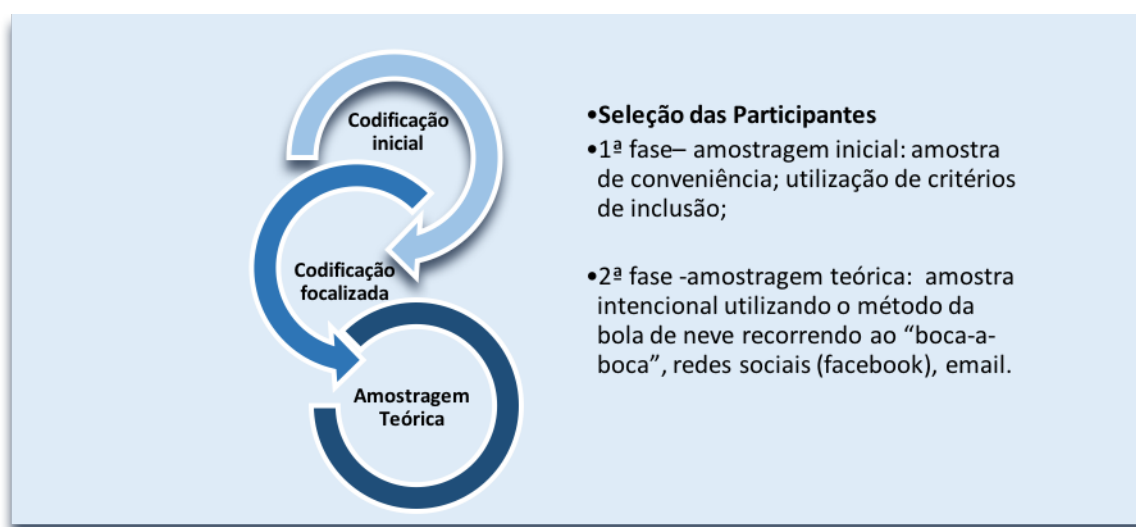 Codificação
inicial
Codificação
focalizada
Amostragem
Teórica
•Seleção das Participantes
•1ª fase– amostragem inicial: amostra
de conveniência; utilização de critérios
de inclusão;
•2ª fase -amostragem teórica: amostra
intencional utilizando o método da
bola de neve recorrendo ao “boca-a-
boca”, redes sociais (facebook), email.